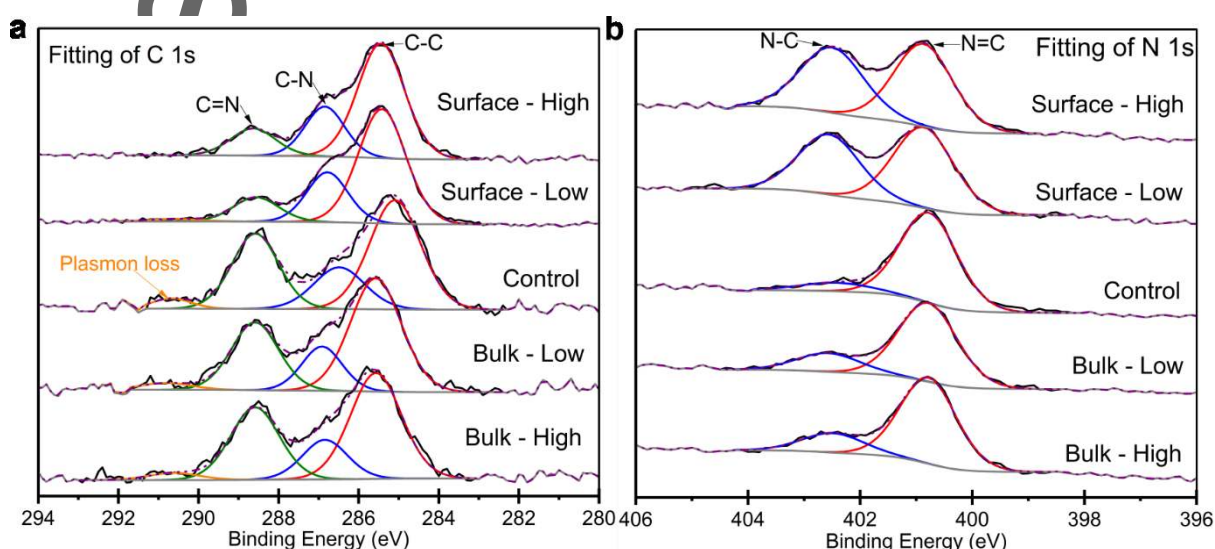 a
Fitting of C 1s
C=N
C-N
C-C
Surface - High
Surface - Low
Plasmon loss
Control
Bulk - Low
Bulk - High
294 292 290 288 286 284 282 280
Binding Energy (eV)
b
N-C
N=C
Fitting of N 1s
Surface - High
Surface - Low
Control
Bulk - Low
Bulk - High
406 404 402 400 398 396
Binding Energy (eV)